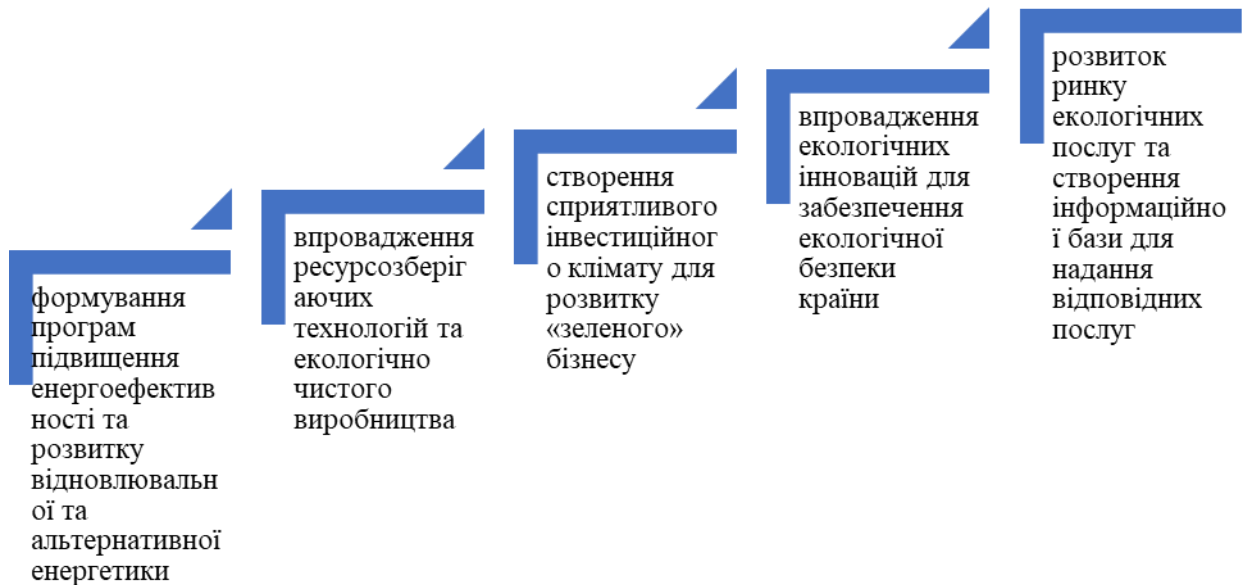 формування
програм
підвищення
енергоефектив
ності та
розвитку
відновлювальн
ої та
альтернативної
енергетики
впровадження
ресурсозберіг
аючих
технологій та
екологічно
чистого
виробництва
створення
сприятливого
інвестиційног
о клімату для
розвитку
«зеленого»
бізнесу
впровадження
екологічних
інновацій для
забезпечення
екологічної
безпеки
країни
розвиток
ринку
екологічних
послуг та
створення
інформаційно
ї бази для
надання
відповідних
послуг